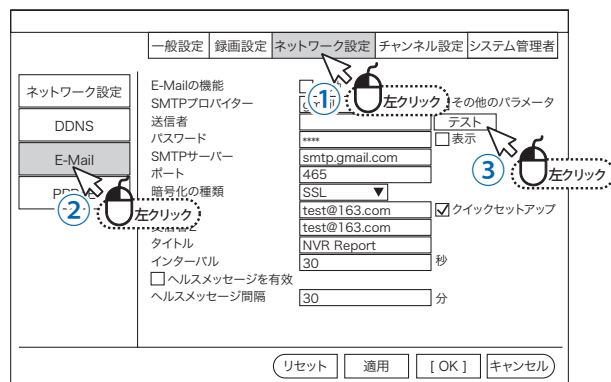 一般設定 録画設定 ネットワーク設定 チャンネル設定 システム管理者
ネットワーク設定
DDNS
E-Mail
② 左クリック
E-Mailの機能
① 左クリック
SMTPプロバイター その他のパラメータ
送信者 テスト
パスワード **** 表示
③ 左クリック
SMTPサーバー smtp.gmail.com
ポート 465
暗号化の種類 SSL ▼
test@163.com クイックセットアップ
test@163.com
タイトル NVR Report
インターバル 30 秒
ヘルスメッセージを有効
ヘルスメッセージ間隔 30 分
リセット 適用 [ OK ] キャンセル